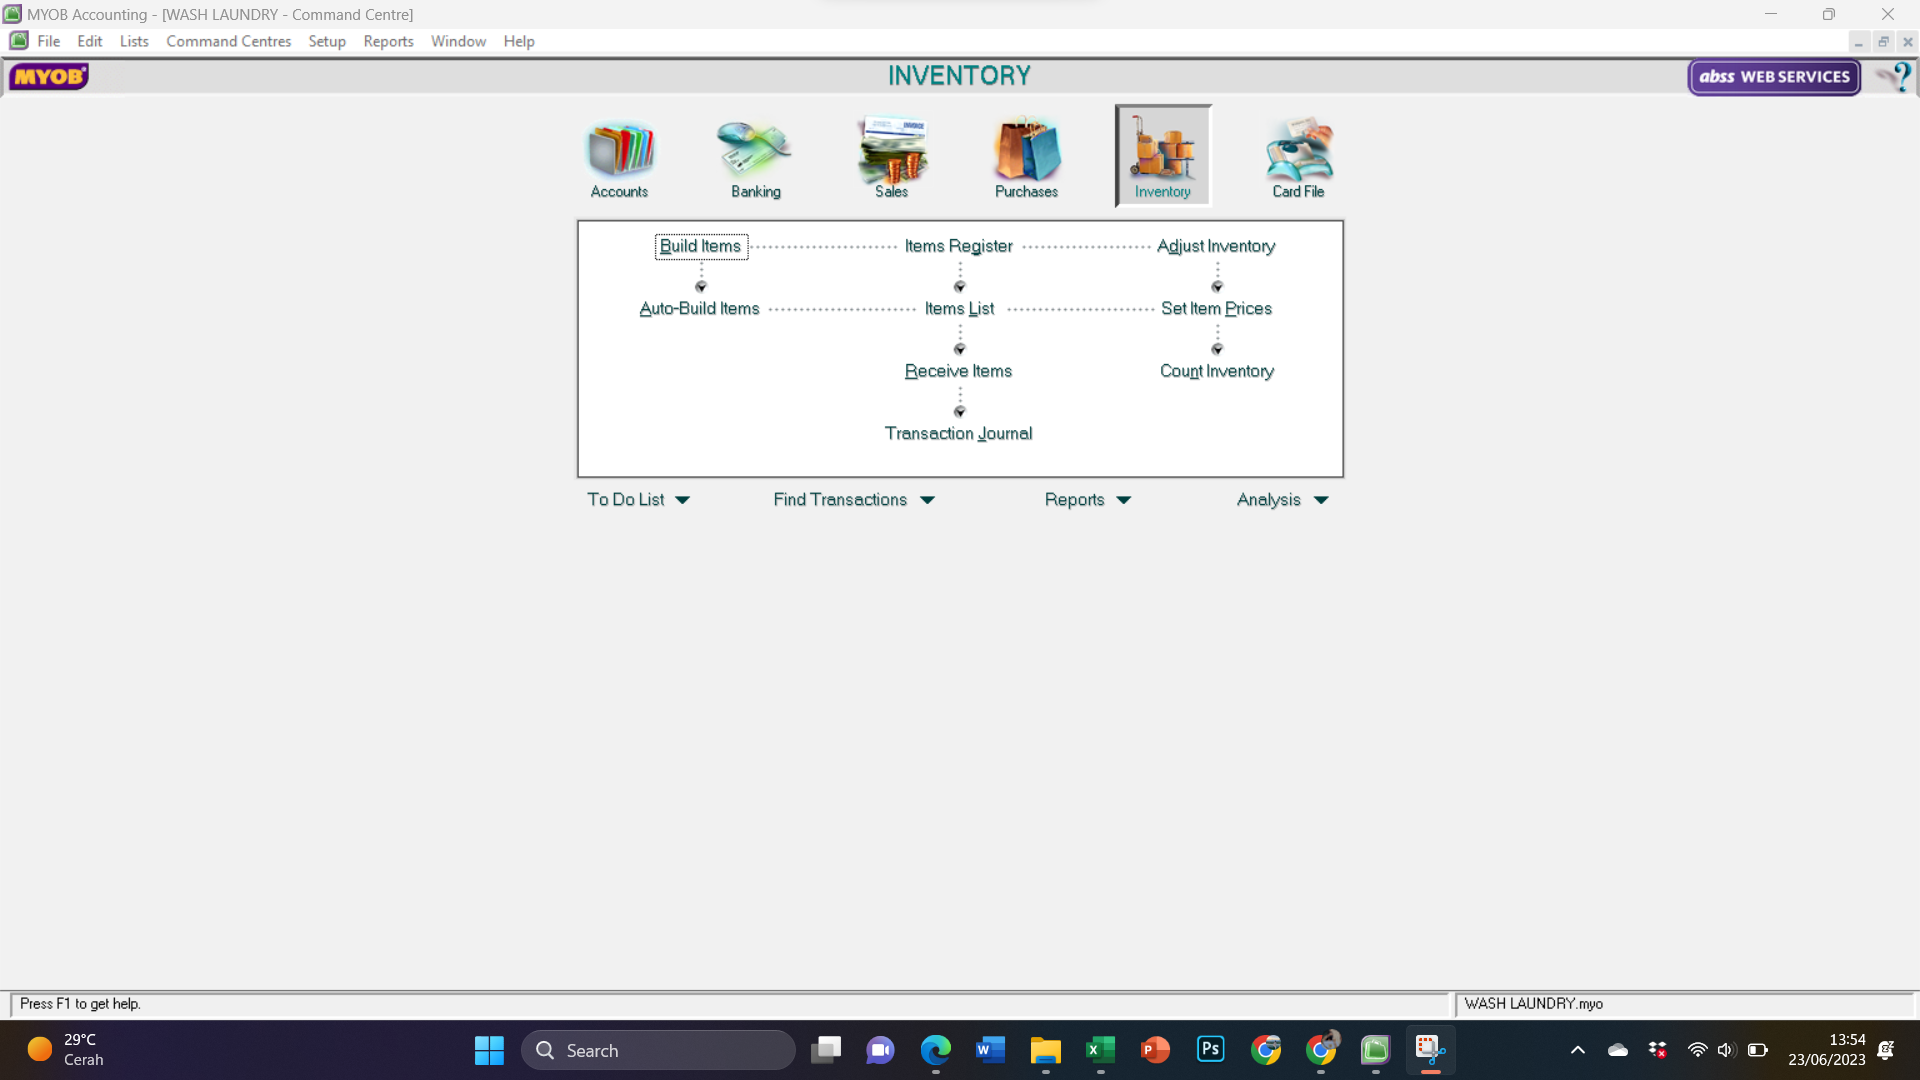 MYOB Accounting - [WASH LAUNDRY - Command Centre]
File Edit Lists Command Centres Setup Reports Window Help
MYOB INVENTORY abss WEB SERVICES ?
INVOICE
Accounts Banking Sales Purchases Inventory Card File
Build Items Items Register Adjust Inventory
Auto-Build Items Items List Set Item Prices
Receive Items Count Inventory
Transaction Journal
To Do List Find Transactions Reports Analysis
Press F1 to get help. WASH LAUNDRY.myo
29°C
Cerah
Search
W
X
P
Ps
13:54
23/06/2023